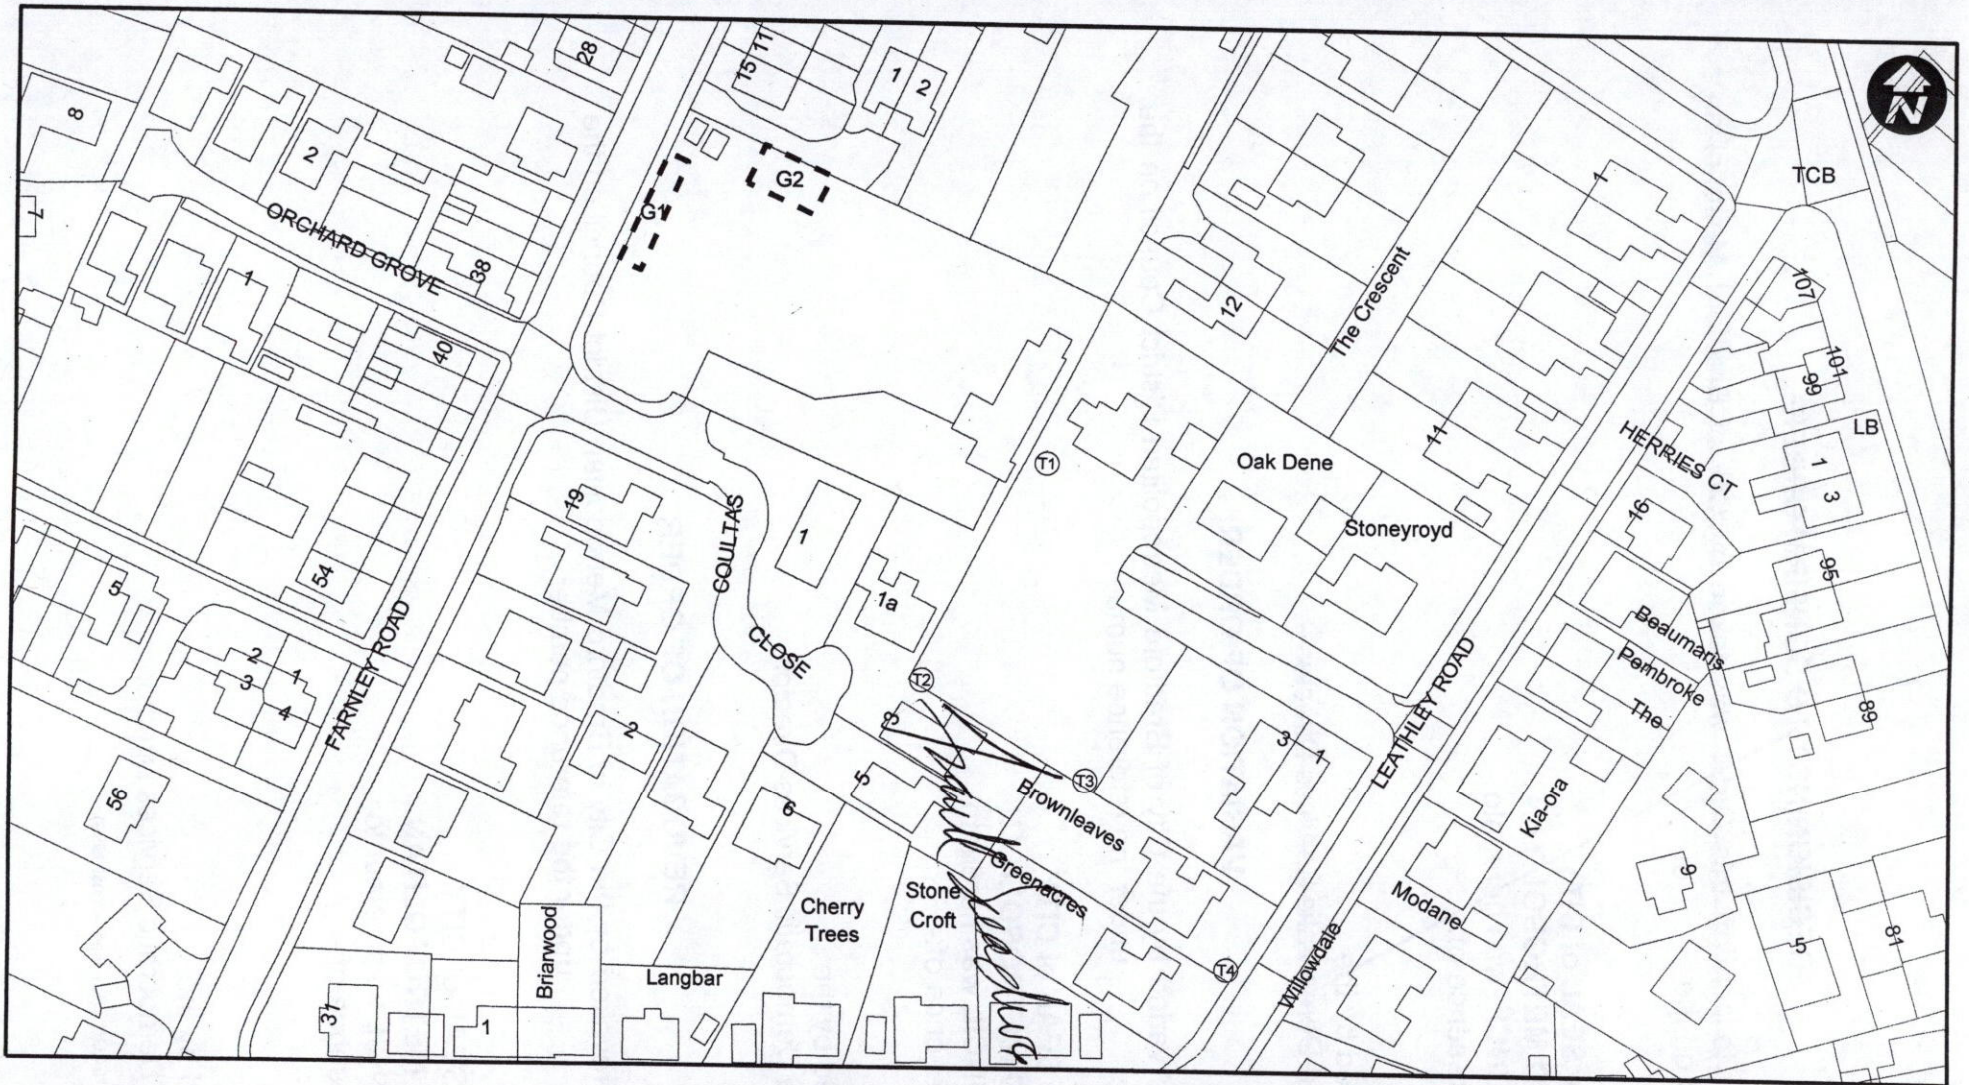 28
15 11
1 2
8
2
G2
G1
N
TCB
1
7
ORCHARD GROVE
1
38
40
12
The Crescent
107
101
99
LB
HERRIES CT
1
3
11
T1
Oak Dene
Stoneyroyd
16
95
19
COULTAS
CLOSE
1
1a
54
5
FARNLEY ROAD
2
3
1
4
T2
3
Beaumaris
Pembroke
The
89
LEATHLEY ROAD
3
1
2
5
T3
Brownleaves
56
6
Kia-ora
Greenacres
Stone
Croft
Cherry
Trees
Modane
9
5
81
Briarwood
Langbar
T4
Willowdale
31
1